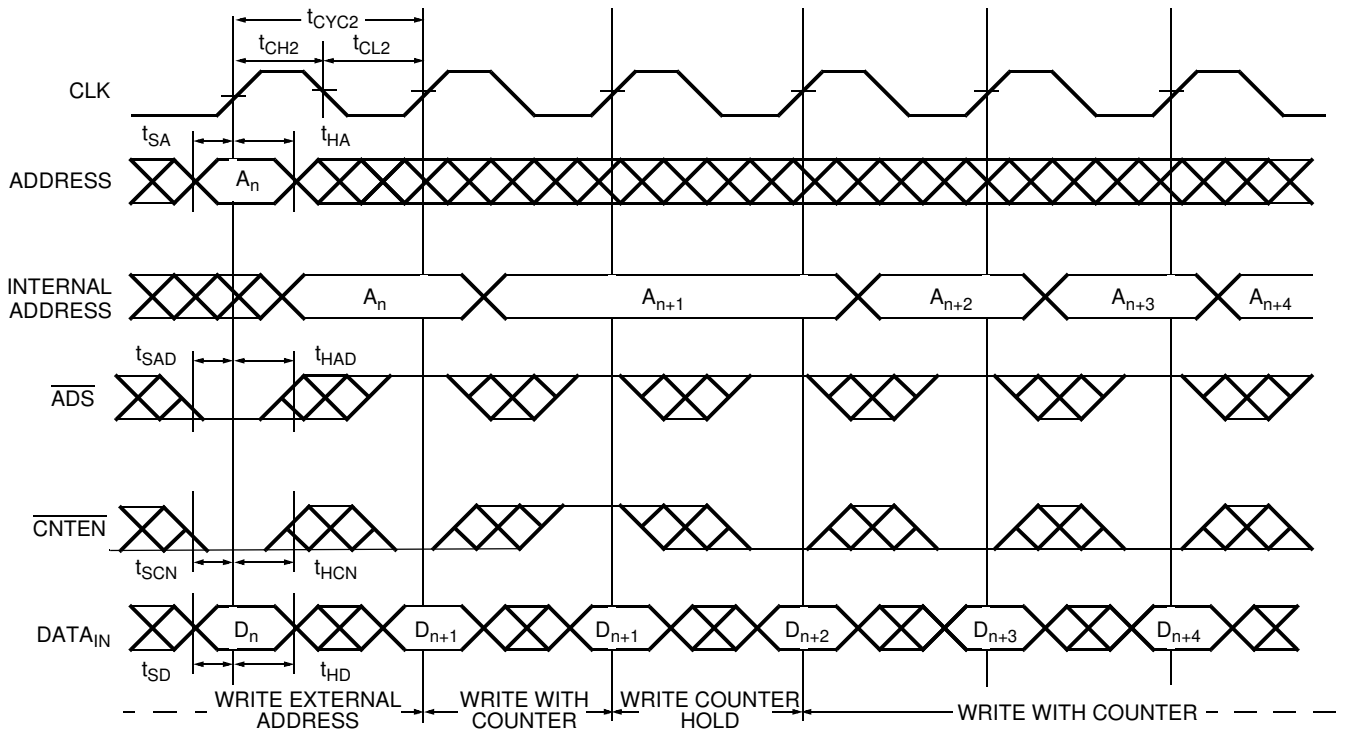 tCYC2
tCH2 tCL2
CLK
tSA tHA
ADDRESS An
INTERNAL
ADDRESS An An+1 An+2 An+3 An+4
tSAD tHAD
ADS
CNTEN
tSCN tHCN
DATAIN Dn Dn+1 Dn+1 Dn+2 Dn+3 Dn+4
tSD tHD
WRITE EXTERNAL
ADDRESS
WRITE WITH
COUNTER
WRITE COUNTER
HOLD
WRITE WITH COUNTER